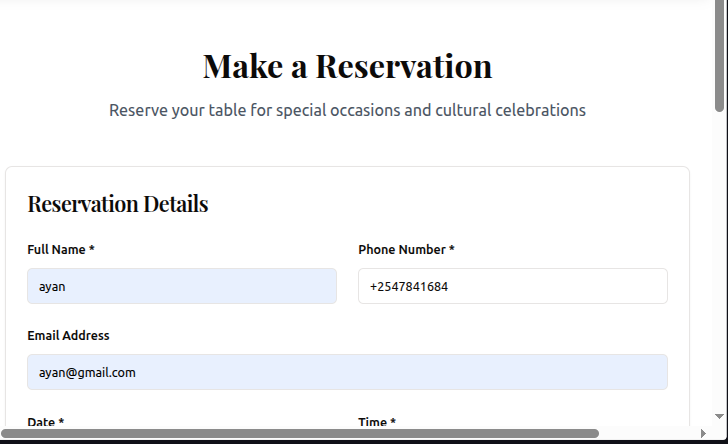 Make a Reservation
Reserve your table for special occasions and cultural celebrations
Reservation Details
Full Name * Phone Number *
ayan +2547841684
Email Address
ayan@gmail.com
Date * Time *